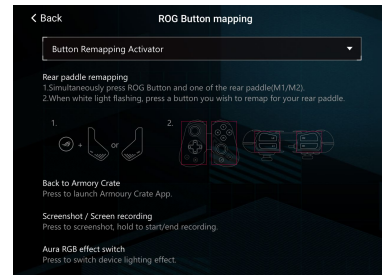 Back
ROG Button mapping
Button Remapping Activator
Rear paddle remapping
1.Simultaneously press ROG Button and one of the rear paddle(M1/M2).
2.When white light flashing, press a button you wish to remap for your rear paddle.
1.
2.
+
or
Back to Armory Crate
Press to launch Armoury Crate App.
Screenshot / Screen recording
Press to screenshot, hold to start/end recording.
Aura RGB effect switch
Press to switch device lighting effect.